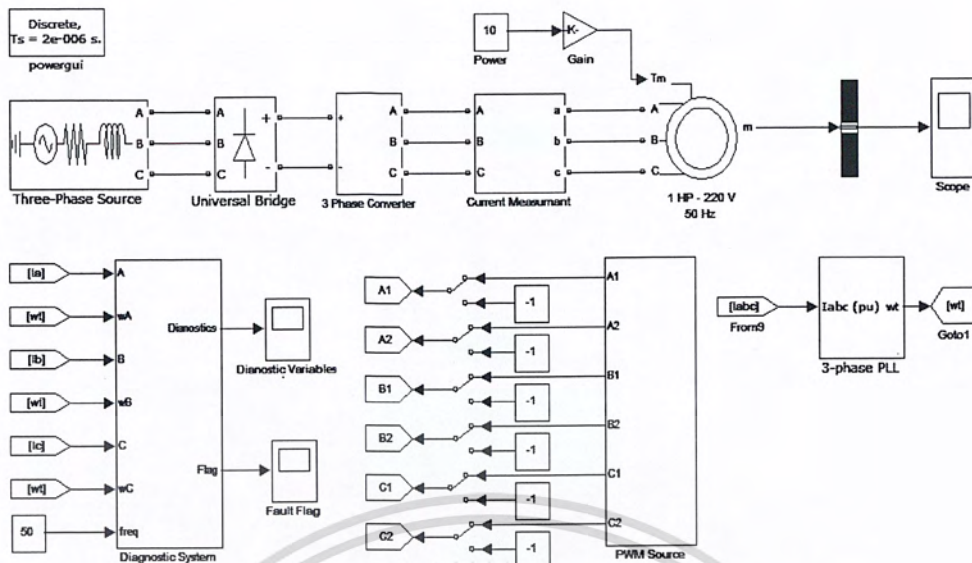 Discrete,
Ts = 2e-006 s.
powergui
10
Power
K-
Gain
Tm
A
B
C
A
B
C
+
-
+
-
A
B
C
A
B
C
a
b
c
A
B
C
m
Three-Phase Source
Universal Bridge
3 Phase Converter
Current Measumant
1 HP - 220 V
50 Hz
Scope
[Ia]
[wt]
[Ib]
[wt]
[Ic]
[wt]
50
A
wA
B
wB
C
wC
freq
Dianostics
Flag
Diagnostic System
Dianostic Variables
Fault Flag
A1
A2
B1
B2
C1
C2
-1
-1
-1
-1
-1
-1
A1
A2
B1
B2
C1
C2
PWM Source
[Iabc]
From9
Iabc (pu) wt
3-phase PLL
[wt]
Goto1